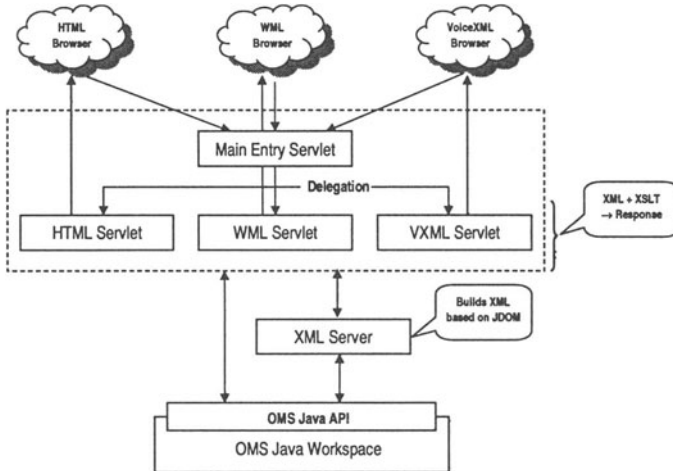 HTML
Browser
WML
Browser
VoiceXML
Browser
Main Entry Servlet
Delegation
HTML Servlet
WML Servlet
VXML Servlet
XML + XSLT
→ Response
Builds XML
based on JDOM
XML Server
OMS Java API
OMS Java Workspace